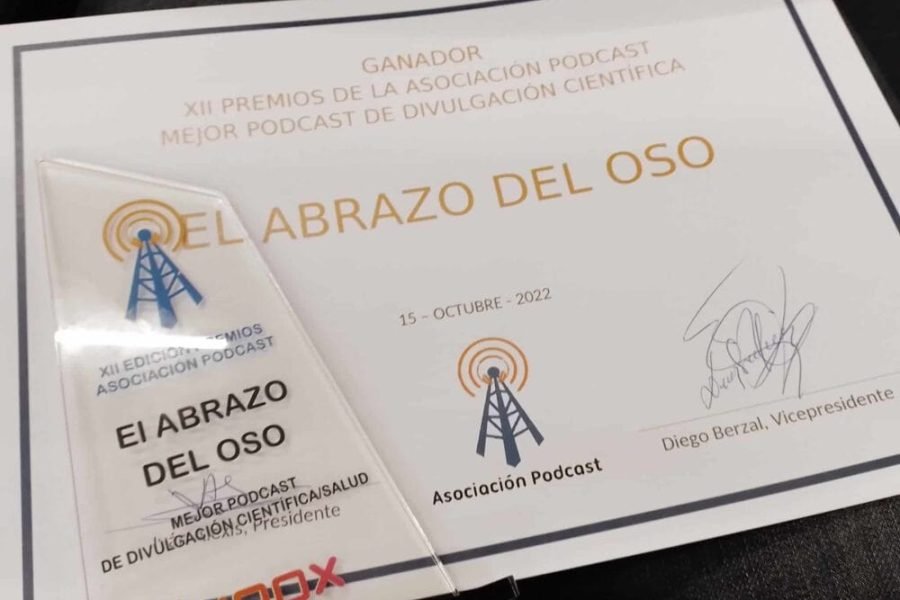 GANADOR
XII PREMIOS DE LA ASOCIACIÓN PODCAST
MEJOR PODCAST DE DIVULGACIÓN CIENTÍFICA
EL ABRAZO DEL OSO
15 - OCTUBRE - 2022
Asociación Podcast
Diego Berzal, Vicepresidente
XII EDICIÓN PREMIOS
ASOCIACIÓN PODCAST
El ABRAZO
DEL OSO
MEJOR PODCAST
DE DIVULGACIÓN CIENTÍFICA/SALUD
Presidente